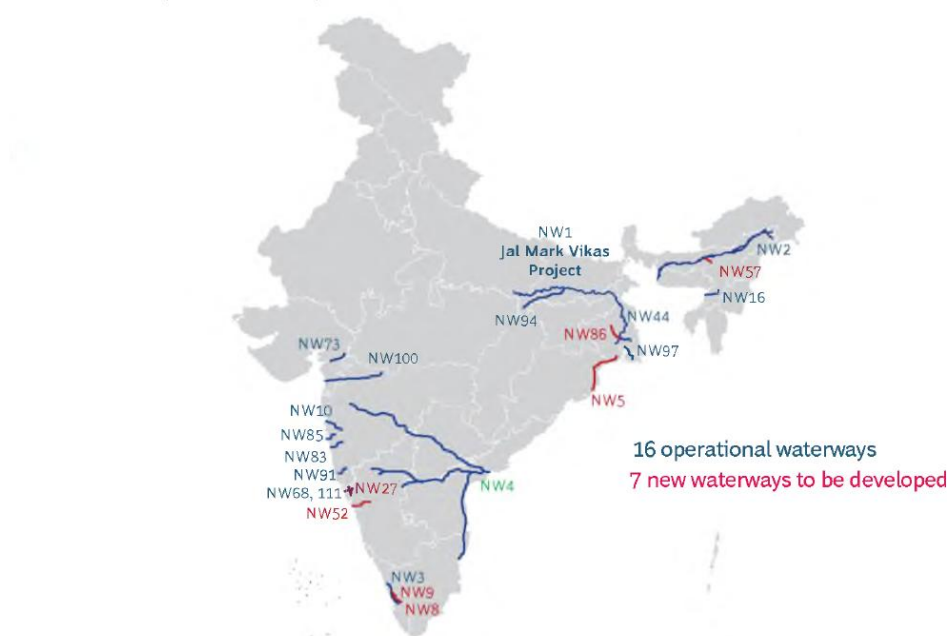 NW1
Jal Mark Vikas
Project
NW2
NW57
NW16
NW94
NW44
NW86
NW97
NW73
NW100
NW5
NW10
NW85
NW83
NW91
NW68, 111
NW27
NW4
NW52
16 operational waterways
7 new waterways to be developed
NW3
NW9
NW8